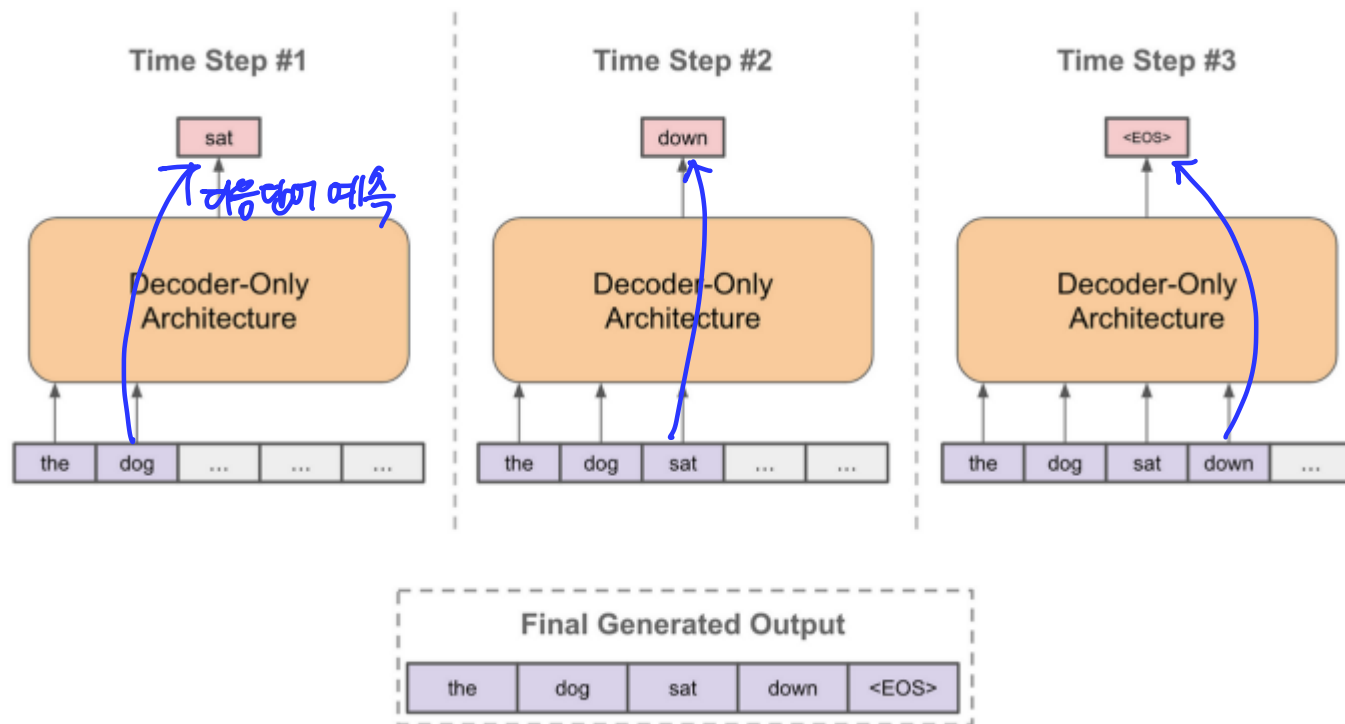 Time Step #1
Time Step #2
Time Step #3
sat
down
<EOS>
다음 단어 예측
Decoder-Only
Architecture
Decoder-Only
Architecture
Decoder-Only
Architecture
the dog ... ... ...
the dog sat ... ...
the dog sat down ...
Final Generated Output
the dog sat down <EOS>